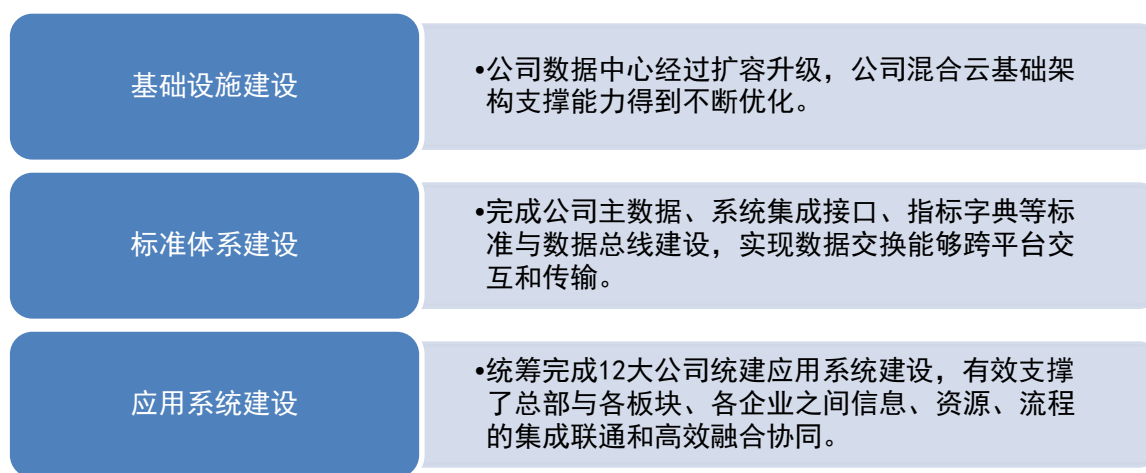 基础设施建设
•公司数据中心经过扩容升级，公司混合云基础架
构支撑能力得到不断优化。
标准体系建设
•完成公司主数据、系统集成接口、指标字典等标
准与数据总线建设，实现数据交换能够跨平台交
互和传输。
应用系统建设
•统筹完成12大公司统建应用系统建设，有效支撑
了总部与各板块、各企业之间信息、资源、流程
的集成联通和高效融合协同。